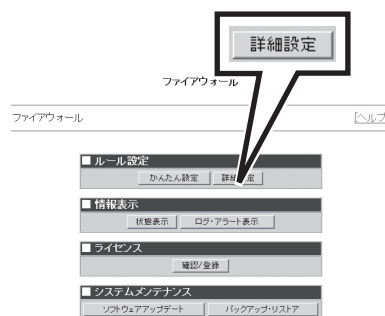 詳細設定
ファイアウォール
ファイアウォール [ヘルプ
■ ルール設定
かんたん設定 詳細設定
■ 情報表示
状態表示 ログ・アラート表示
■ ライセンス
確認/登録
■ システムメンテナンス
ソフトウェアアップデート バックアップ・リストア